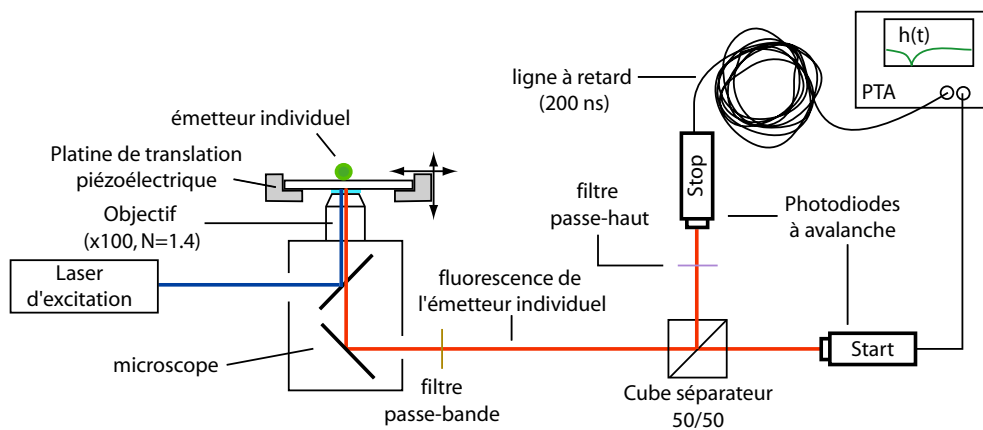 émetteur individuel
Platine de translation
piézoélectrique
Objectif
(x100, N=1.4)
Laser
d'excitation
microscope
filtre
passe-bande
fluorescence de
l'émetteur individuel
ligne à retard
(200 ns)
Stop
filtre
passe-haut
Photodiodes
à avalanche
Start
Cube séparateur
50/50
h(t)
PTA